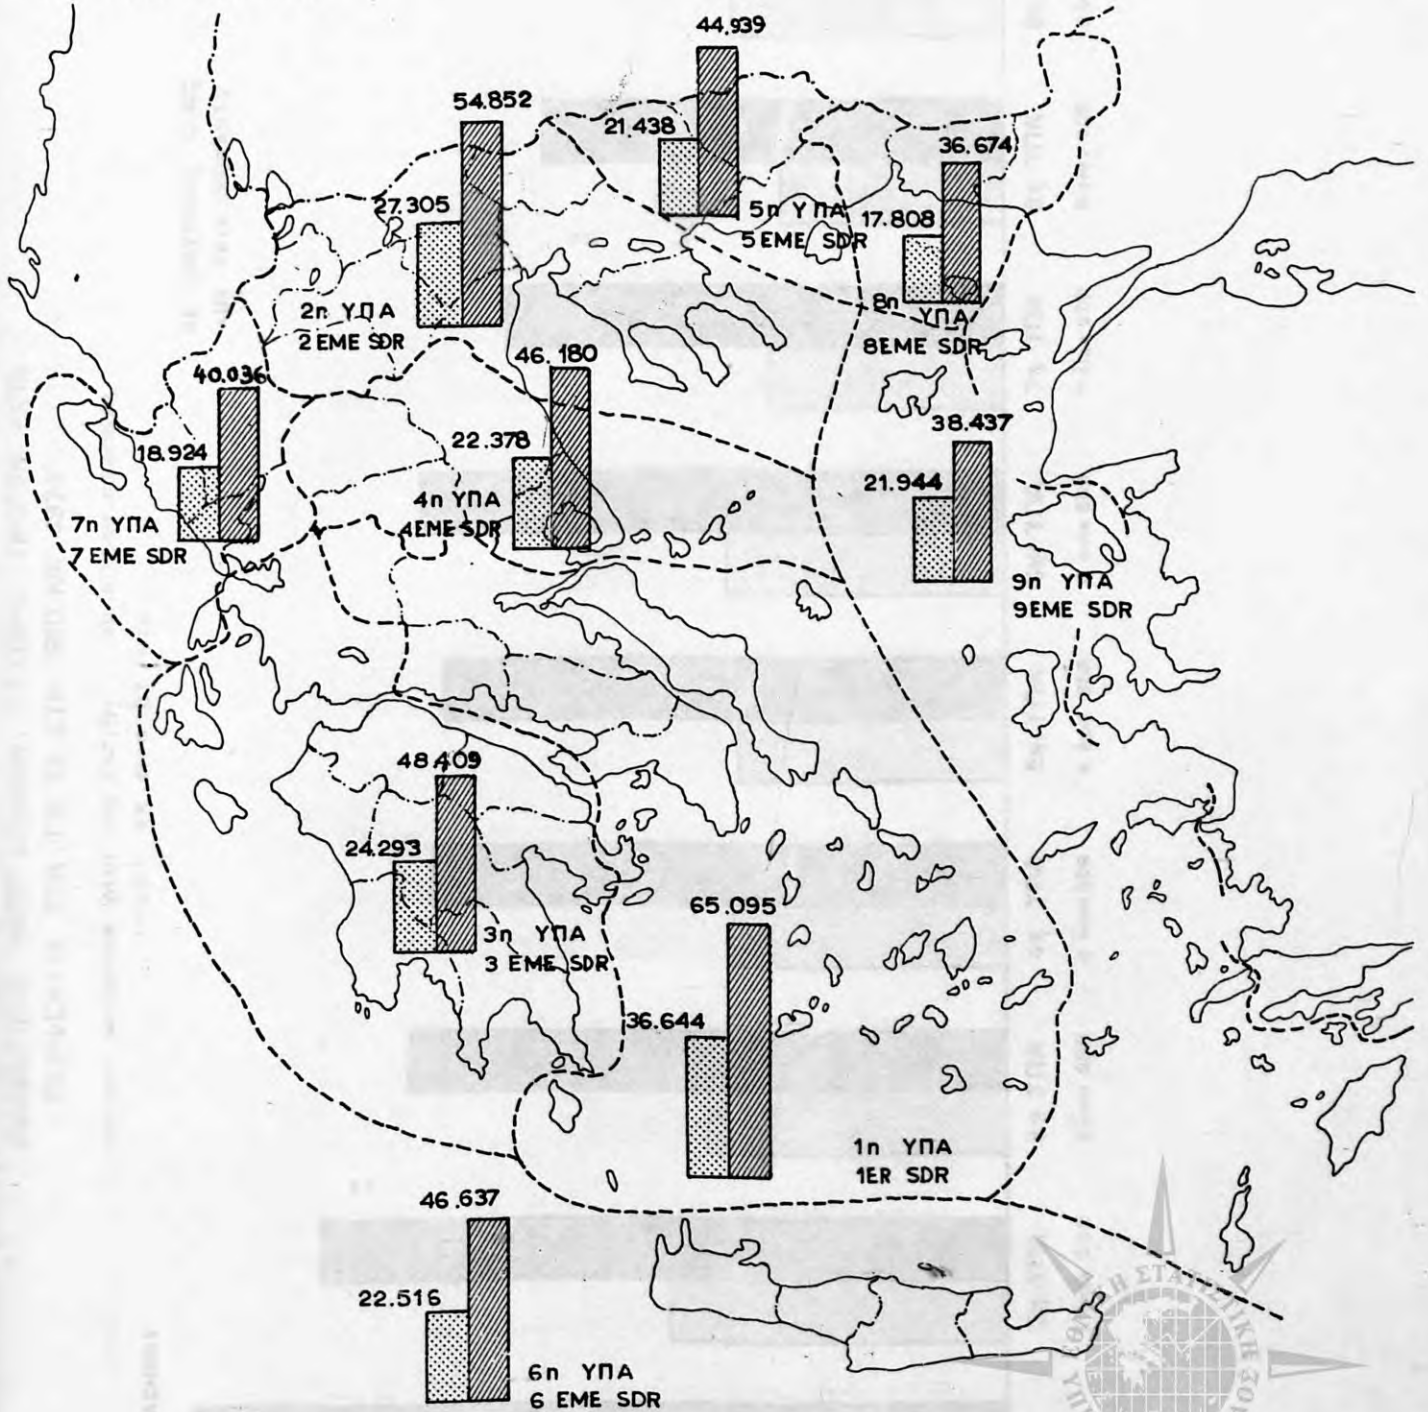 44.939
54.852
21.438
36.674
27.305
5η ΥΠΑ
5 EME SDR
17.808
2η ΥΠΑ
2 EME SDR
8η ΥΠΑ
8EME SDR
46.180
40.036
38.437
18.924
22.378
21.944
4η ΥΠΑ
4EME SDR
7η ΥΠΑ
7 EME SDR
9η ΥΠΑ
9EME SDR
48.409
24.293
65.095
3η ΥΠΑ
3 EME SDR
36.644
1η ΥΠΑ
1ER SDR
46.637
22.516
6η ΥΠΑ
6 EME SDR